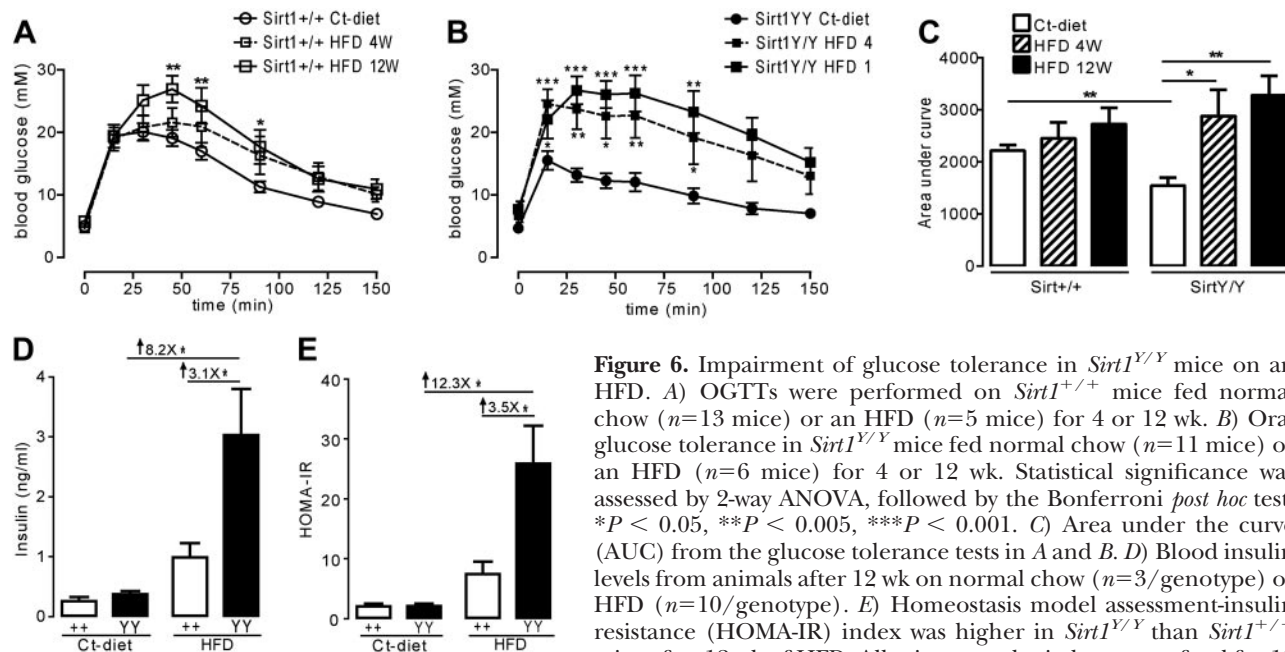 A
Sirt1+/+ Ct-diet
Sirt1+/+ HFD 4W
Sirt1+/+ HFD 12W
blood glucose (mM)
30
20
10
0
** ** *
0 25 50 75 100 125 150
time (min)
B
Sirt1YY Ct-diet
Sirt1Y/Y HFD 4
Sirt1Y/Y HFD 1
blood glucose (mM)
30
20
10
0
*** *** *** *** **
* ** * ** *
0 25 50 75 100 125 150
time (min)
C
Ct-diet
HFD 4W
HFD 12W
Area under curve
4000
3000
2000
1000
0
**
**
*
Sirt+/+ SirtY/Y
D
8.2X *
3.1X *
Insulin (ng/ml)
4
3
2
1
0
++ YY ++ YY
Ct-diet HFD
E
12.3X *
3.5X *
HOMA-IR
40
30
20
10
0
++ YY ++ YY
Ct-diet HFD
Figure 6. Impairment of glucose tolerance in Sirt1Y/Y mice on an
HFD. A) OGTTs were performed on Sirt1+/+ mice fed norma
chow (n=13 mice) or an HFD (n=5 mice) for 4 or 12 wk. B) Ora
glucose tolerance in Sirt1Y/Y mice fed normal chow (n=11 mice) o
an HFD (n=6 mice) for 4 or 12 wk. Statistical significance wa
assessed by 2-way ANOVA, followed by the Bonferroni post hoc test
*P < 0.05, **P < 0.005, ***P < 0.001. C) Area under the curve
(AUC) from the glucose tolerance tests in A and B. D) Blood insulin
levels from animals after 12 wk on normal chow (n=3/genotype) o
HFD (n=10/genotype). E) Homeostasis model assessment-insulin
resistance (HOMA-IR) index was higher in Sirt1Y/Y than Sirt1+/+